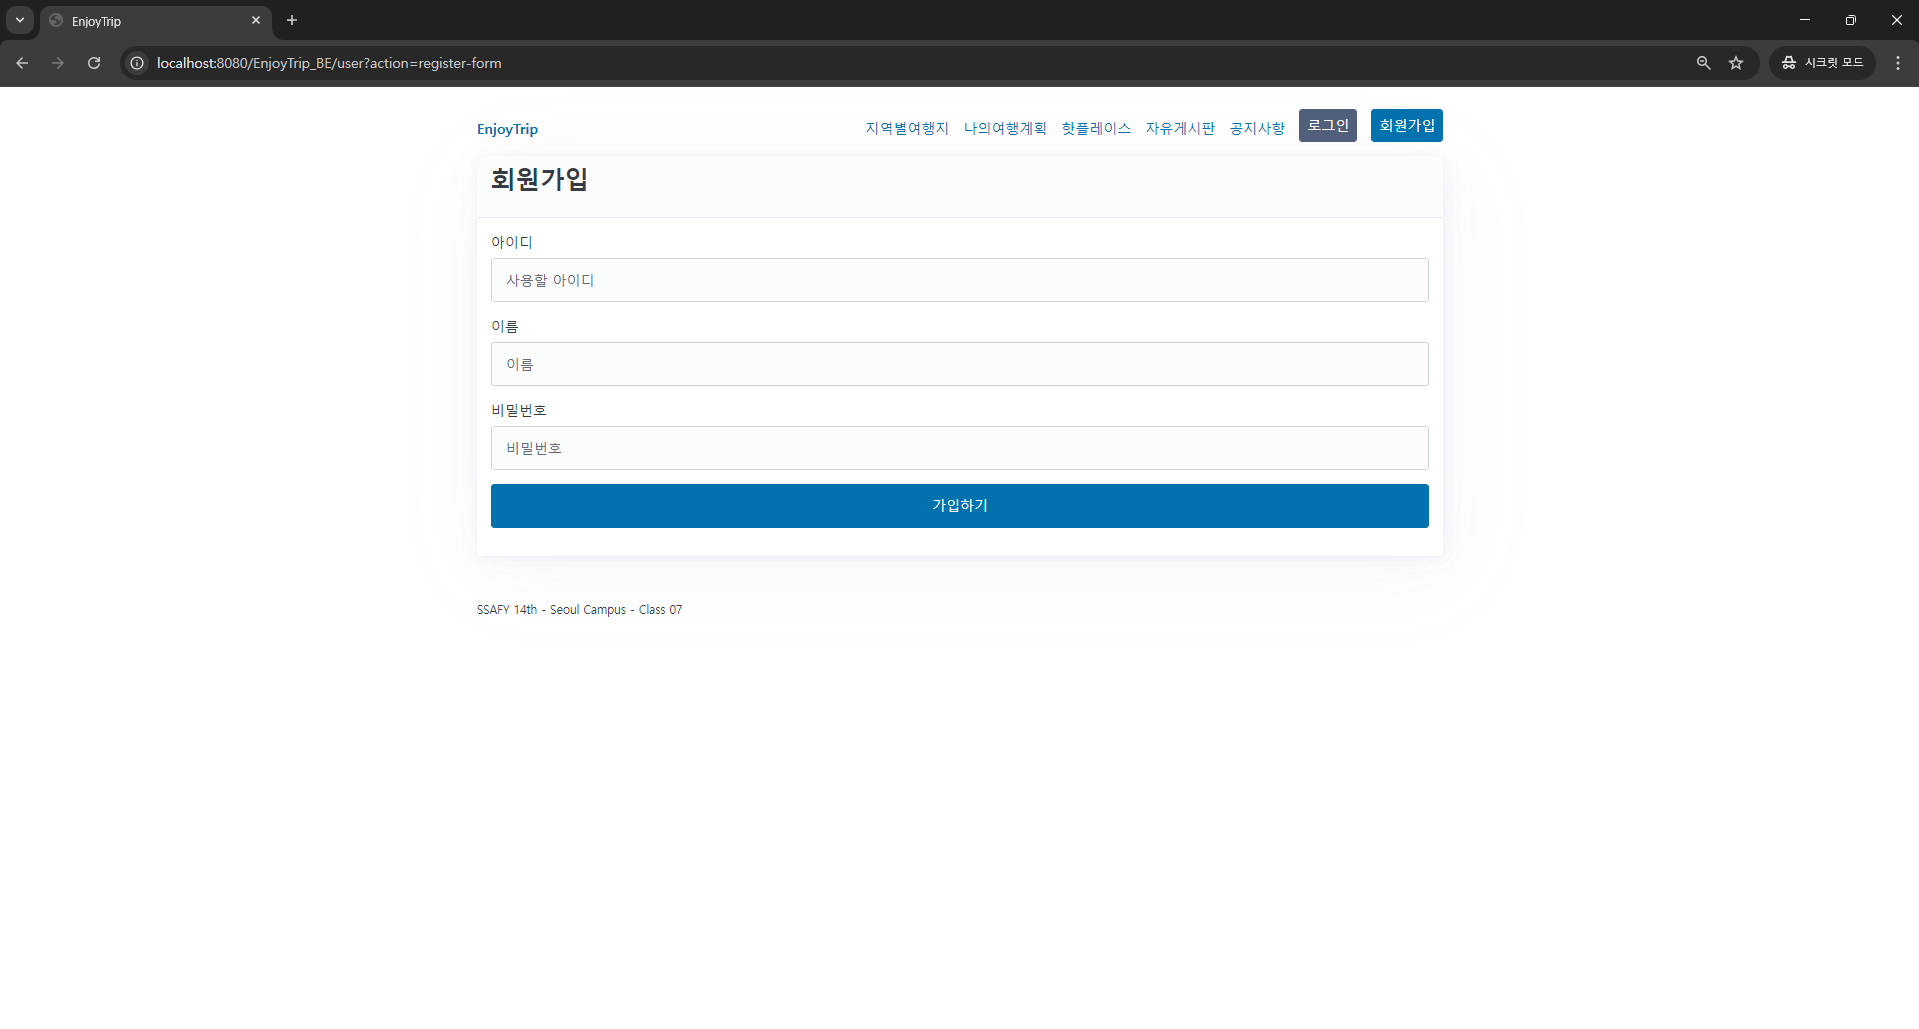 EnjoyTrip
localhost:8080/EnjoyTrip_BE/user?action=register-form
시크릿 모드
EnjoyTrip 지역별여행지 나의여행계획 핫플레이스 자유게시판 공지사항 로그인 회원가입
회원가입
아이디
사용할 아이디
이름
이름
비밀번호
비밀번호
가입하기
SSAFY 14th - Seoul Campus - Class 07